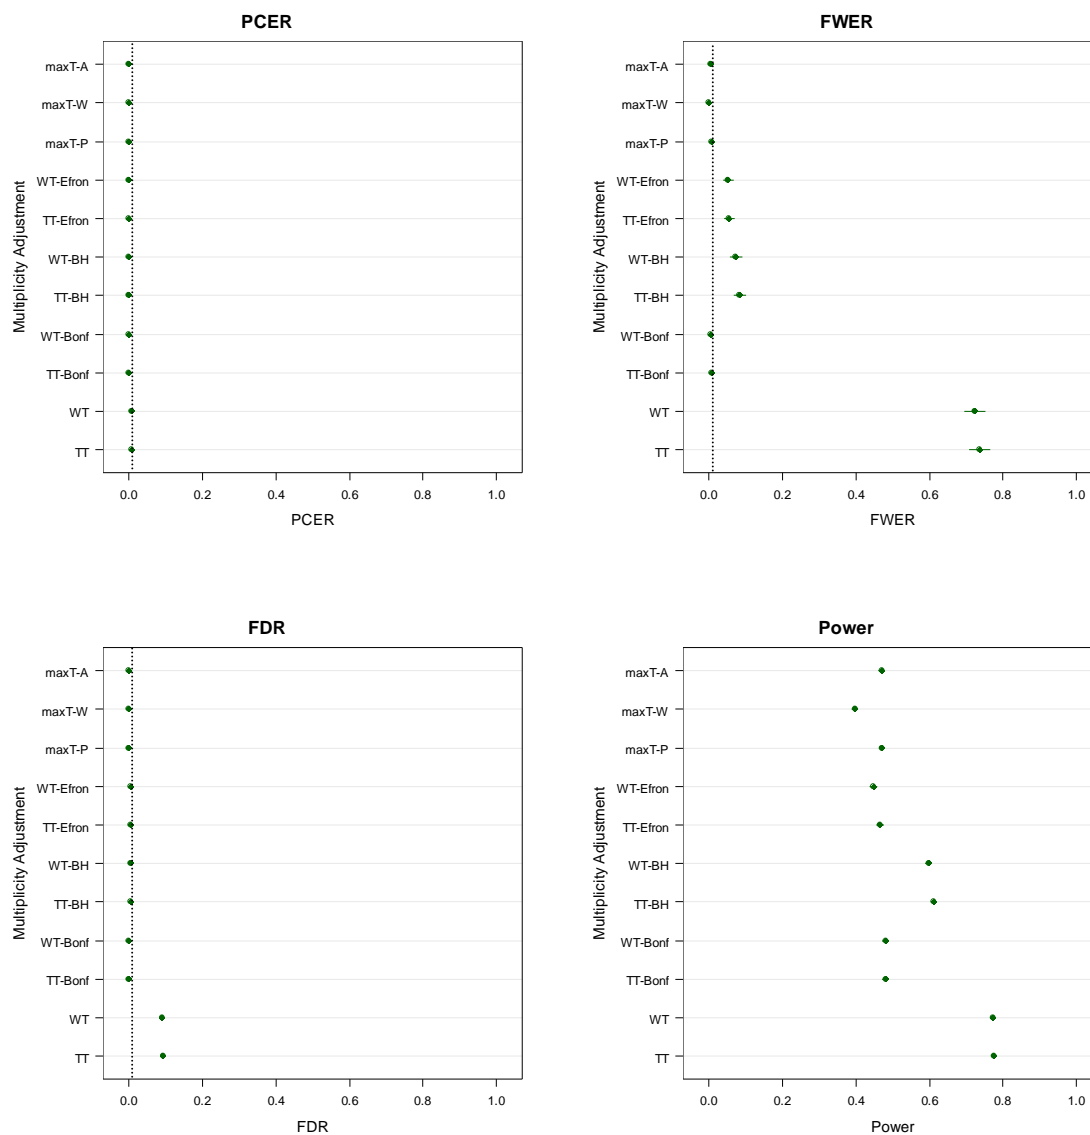 PCER
Multiplicity Adjustment
maxT-A
maxT-W
maxT-P
WT-Efron
TT-Efron
WT-BH
TT-BH
WT-Bonf
TT-Bonf
WT
TT
0.0 0.2 0.4 0.6 0.8 1.0
PCER
FWER
Multiplicity Adjustment
maxT-A
maxT-W
maxT-P
WT-Efron
TT-Efron
WT-BH
TT-BH
WT-Bonf
TT-Bonf
WT
TT
0.0 0.2 0.4 0.6 0.8 1.0
FWER
FDR
Multiplicity Adjustment
maxT-A
maxT-W
maxT-P
WT-Efron
TT-Efron
WT-BH
TT-BH
WT-Bonf
TT-Bonf
WT
TT
0.0 0.2 0.4 0.6 0.8 1.0
FDR
Power
Multiplicity Adjustment
maxT-A
maxT-W
maxT-P
WT-Efron
TT-Efron
WT-BH
TT-BH
WT-Bonf
TT-Bonf
WT
TT
0.0 0.2 0.4 0.6 0.8 1.0
Power